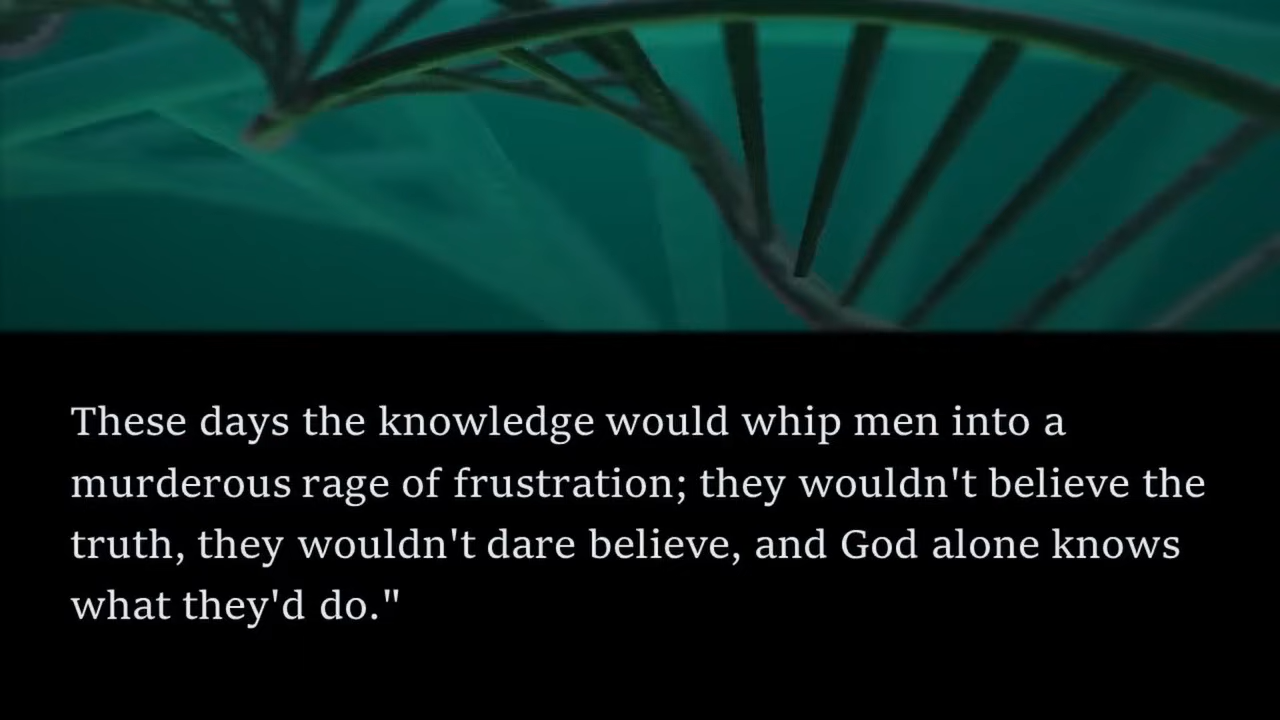 These days the knowledge would whip men into a
murderous rage of frustration; they wouldn't believe the
truth, they wouldn't dare believe, and God alone knows
what they'd do."